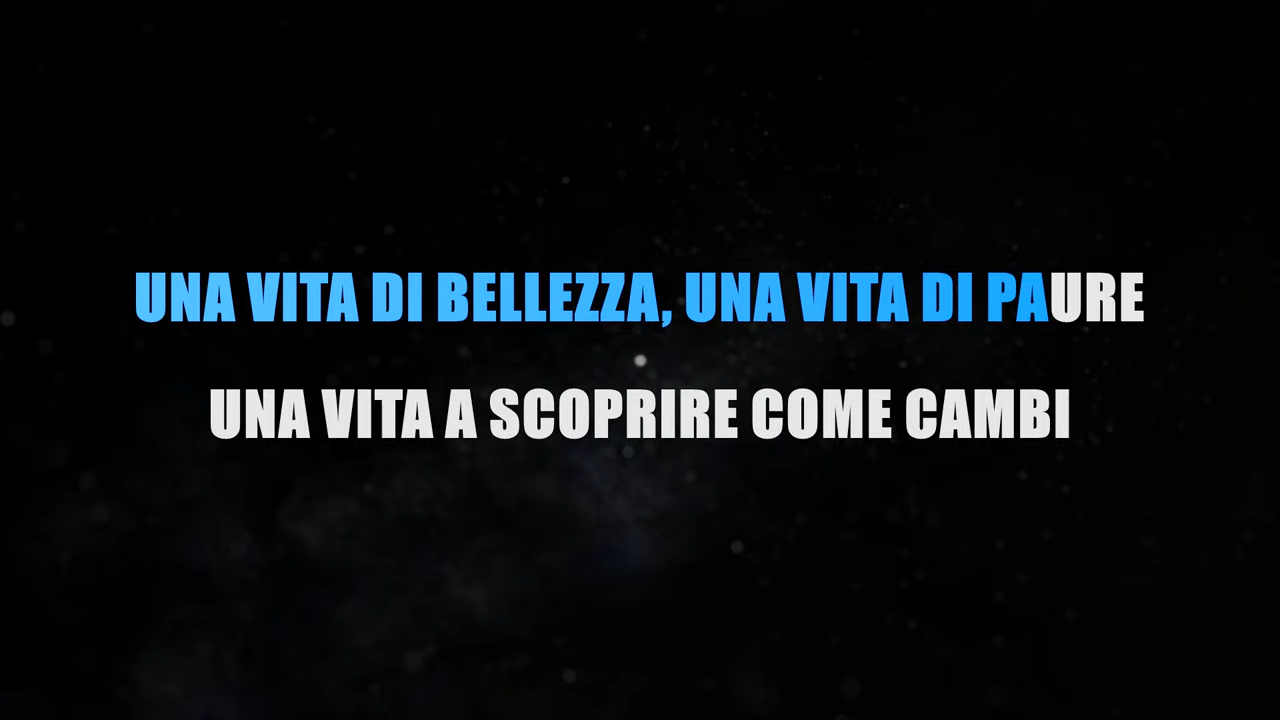 UNA VITA DI BELLEZZA, UNA VITA DI PAURE
UNA VITA A SCOPRIRE COME CAMBI